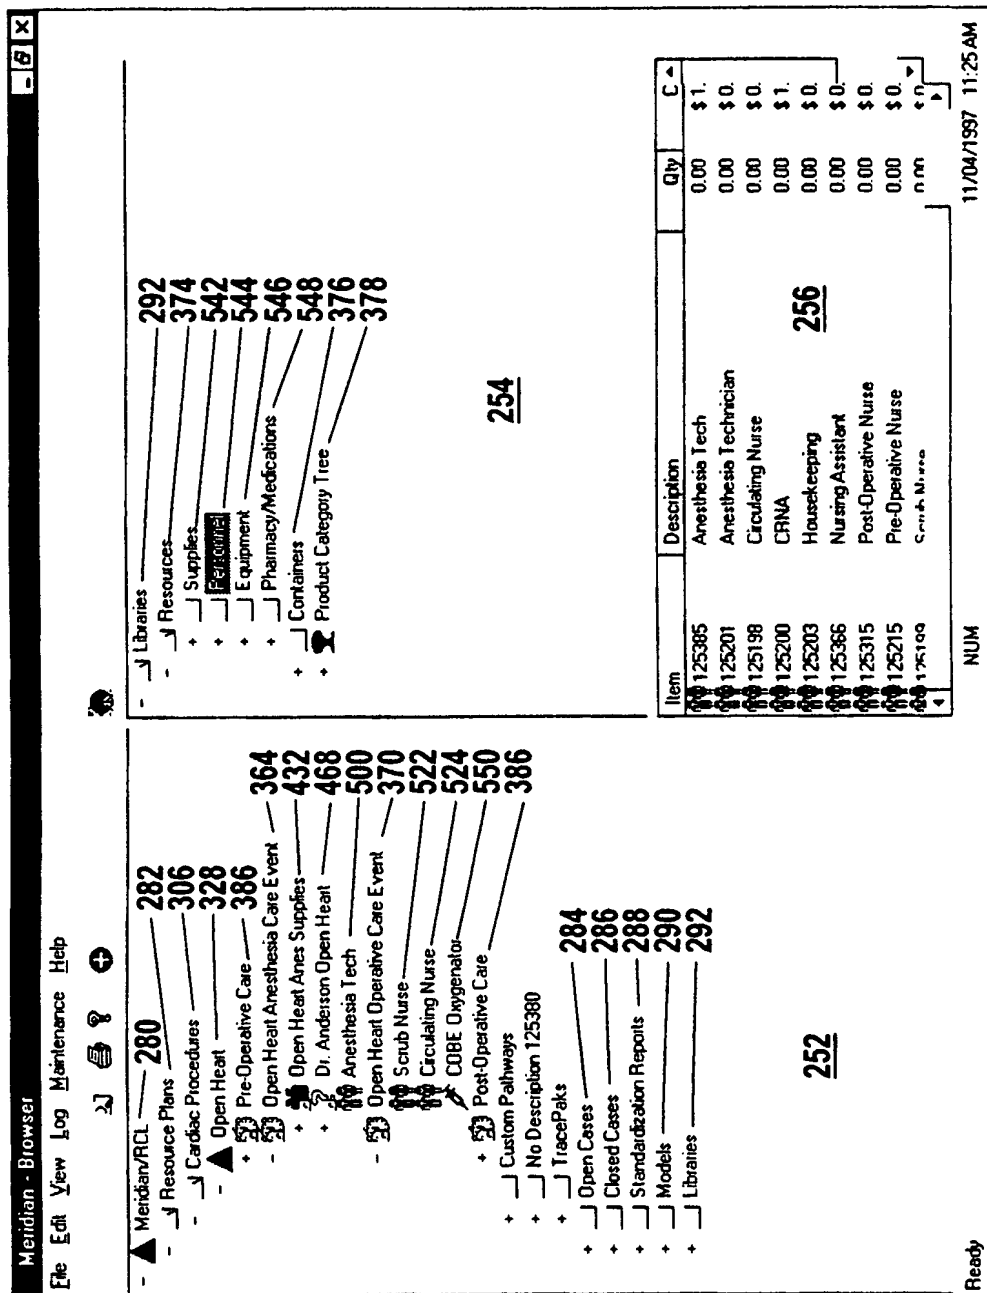 Meridian - Browser
File Edit View Log Maintenance Help
Meridian/RCL 280
Resource Plans 282
Cardiac Procedures 306
Open Heart 328
Pre-Operative Care 386
Open Heart Anesthesia Care Event 364
Open Heart Anes Supplies 432
Dr. Anderson Open Heart 468
Anesthesia Tech 500
Open Heart Operative Care Event 370
Scrub Nurse 522
Circulating Nurse 524
COBE Oxygenator 550
Post-Operative Care 386
Custom Pathways
No Description 125380
TracePaks
Open Cases 284
Closed Cases 286
Standardization Reports 288
Models 290
Libraries 292
252
Libraries 292
Resources 374
Supplies 542
Personnel 544
Equipment 546
Pharmacy/Medications 548
Containers 376
Product Category Tree 378
254
Item Description Qty C
125385 Anesthesia Tech 0.00 $ 1.
125201 Anesthesia Technician 0.00 $ 0.
125198 Circulating Nurse 0.00 $ 0.
125200 CRNA 0.00 $ 1.
125203 Housekeeping 0.00 $ 0.
125366 Nursing Assistant 0.00 $ 0.
125315 Post-Operative Nurse 0.00 $ 0.
125215 Pre-Operative Nurse 0.00 $ 0.
125199 Scrub Nurse 0.00 $ 0.
256
Ready NUM 11/04/1997 11:25 AM